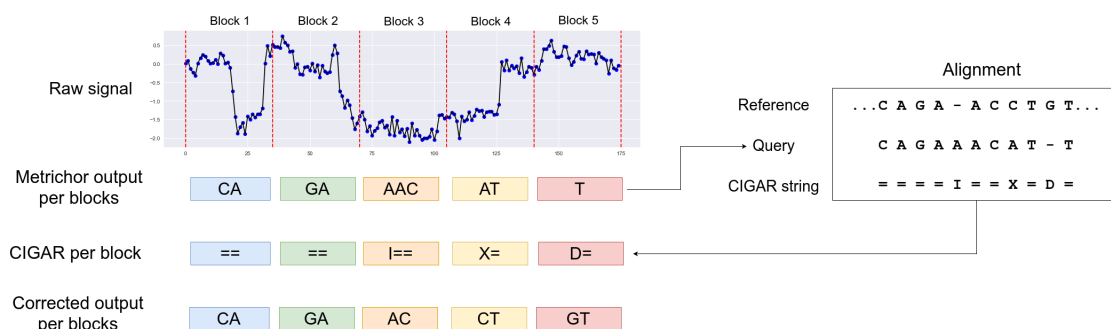 Block 1 Block 2 Block 3 Block 4 Block 5
0.5
0.0
-0.5
-1.0
-1.5
-2.0
0 25 50 75 100 125 150 175
Raw signal
Alignment
Reference ...CAGA-ACCTGT...
Query CAGAAACAT-T
CIGAR string ====I==X=D=
Metrichor output
per blocks
CA GA AAC AT T
CIGAR per block
== == I== X= D=
Corrected output
per blocks
CA GA AC CT GT